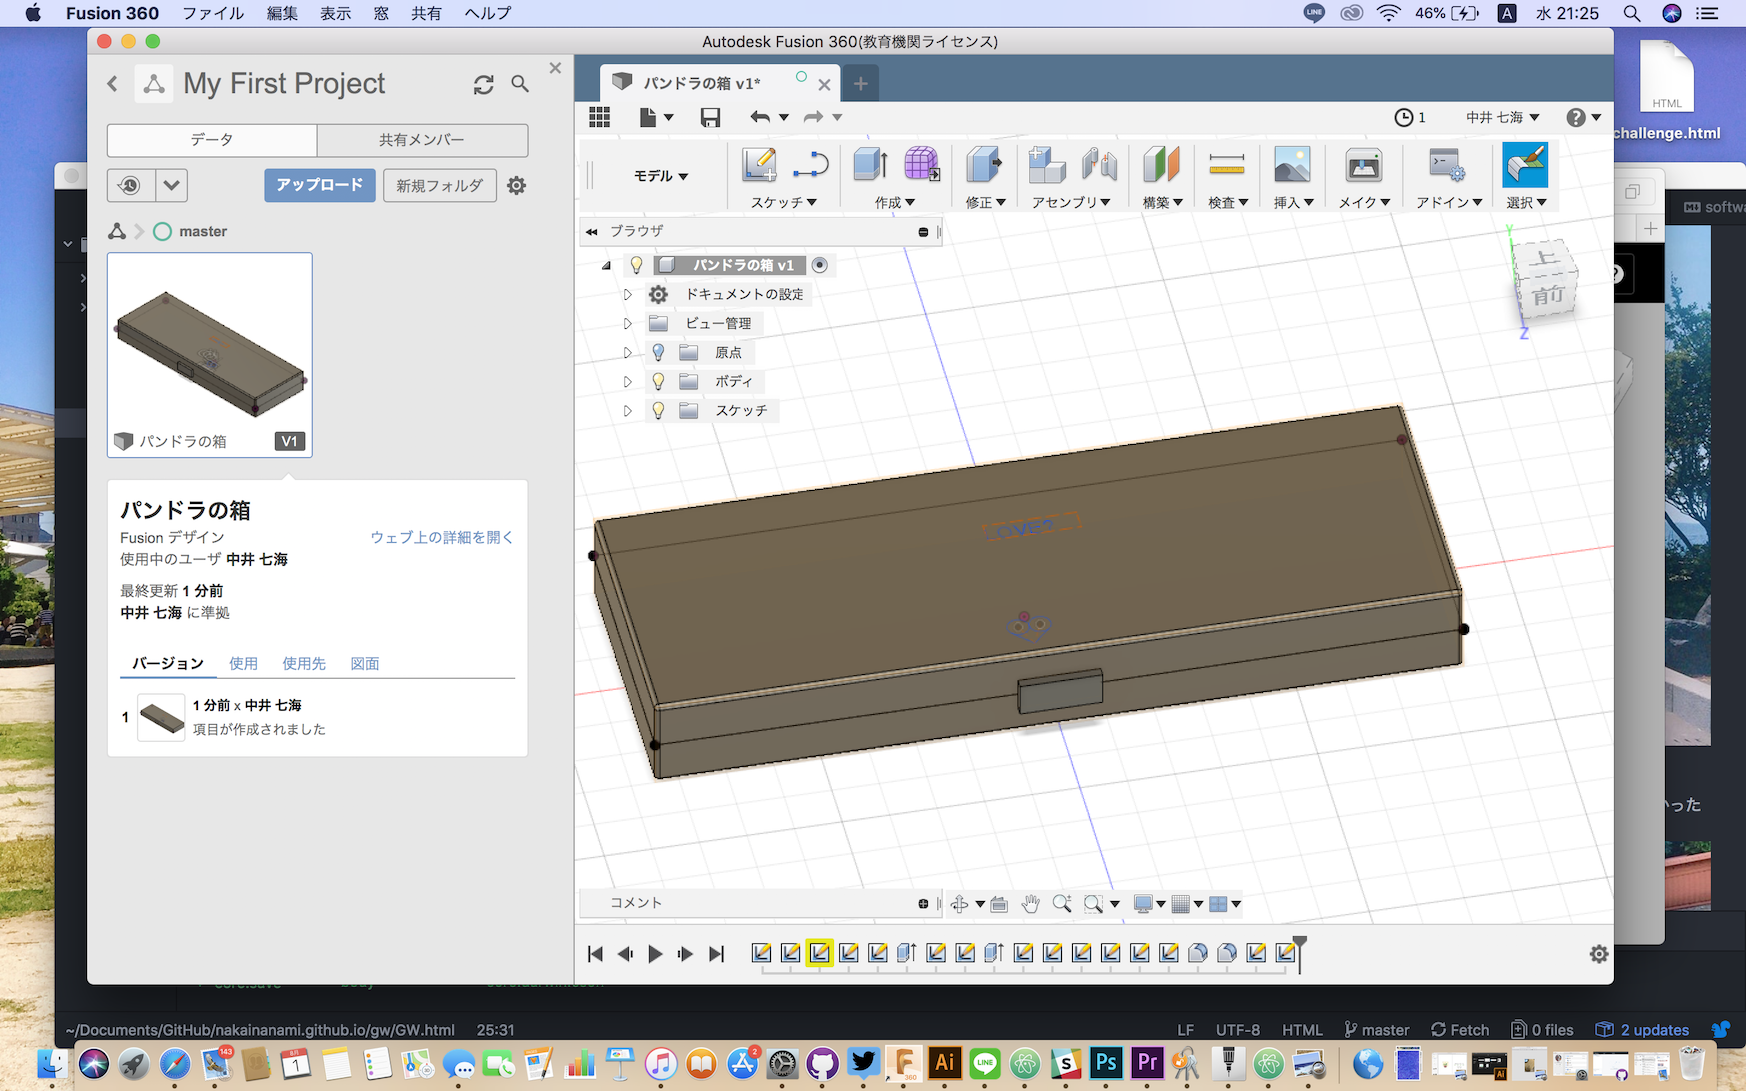 Fusion 360 ファイル 編集 表示 窓 共有 ヘルプ
LINE 46% A 水 21:25
Autodesk Fusion 360(教育機関ライセンス)
My First Project
データ 共有メンバー
アップロード 新規フォルダ
master
パンドラの箱 V1
パンドラの箱
Fusion デザイン ウェブ上の詳細を開く
使用中のユーザ 中井 七海
最終更新 1 分前
中井 七海 に準拠
バージョン 使用 使用先 図面
1 1 分前 x 中井 七海
項目が作成されました
パンドラの箱 v1*
1 中井 七海
モデル スケッチ 作成 修正 アセンブリ 構築 検査 挿入 メイク アドイン 選択
ブラウザ
パンドラの箱 v1
ドキュメントの設定
ビュー管理
原点
ボディ
スケッチ
Y
上
前
Z
コメント
HTML
challenge.html
~/Documents/GitHub/nakainanami.github.io/gw/GW.html 25:31 LF UTF-8 HTML master Fetch 0 files 2 updates
143
1
2
F
360
Ai
LINE
S
Ps
Pr